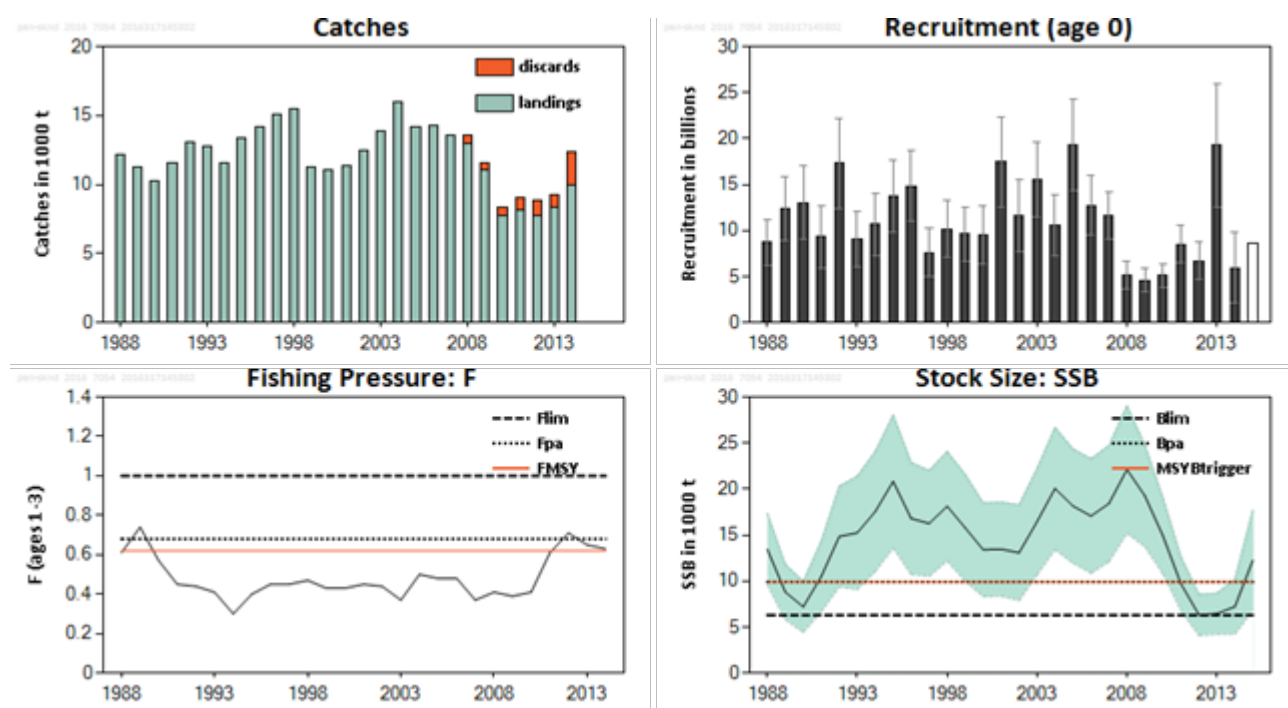 Catches
20
15
10
5
0
Catches in 1000 t
discards
landings
1988 1993 1998 2003 2008 2013
Recruitment (age 0)
30
25
20
15
10
5
0
Recruitment in billions
1988 1993 1998 2003 2008 2013
Fishing Pressure: F
1.4
1.2
1
0.8
0.6
0.4
0.2
0
F (ages 1-3)
Flim
Fpa
FMSY
1988 1993 1998 2003 2008 2013
Stock Size: SSB
30
25
20
15
10
5
0
SSB in 1000 t
Blim
Bpa
MSYBtrigger
1988 1993 1998 2003 2008 2013